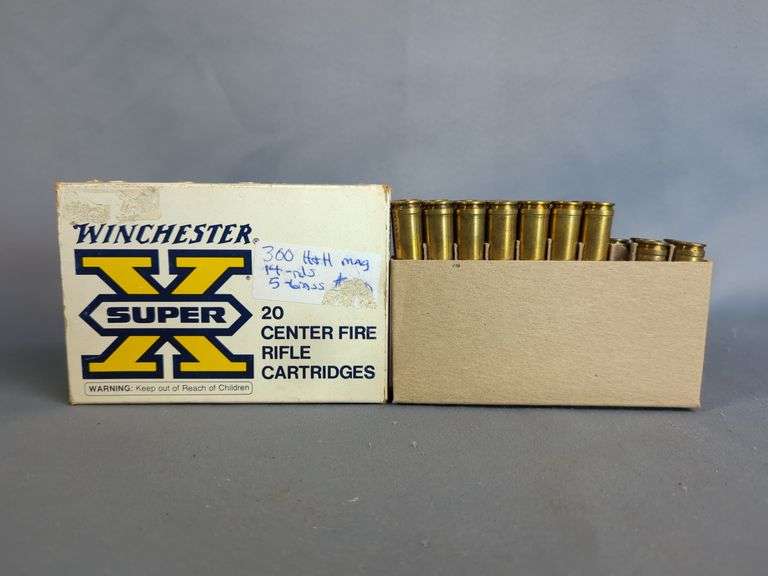 WINCHESTER
X
SUPER
300 H&H mag
14-rnds
5-brass
20
CENTER FIRE
RIFLE
CARTRIDGES
WARNING: Keep out of Reach of Children